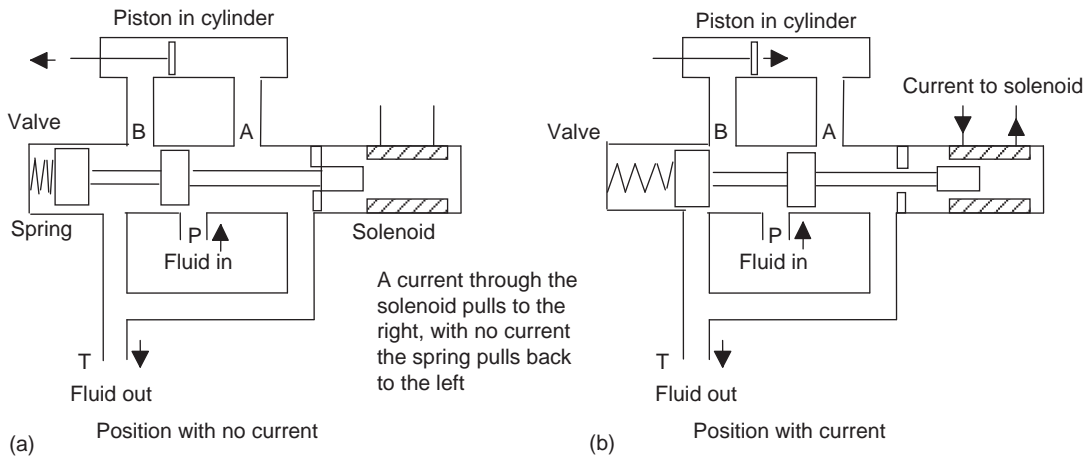 Piston in cylinder
B
A
Valve
Spring
P
Fluid in
Solenoid
T
Fluid out
(a)
Position with no current
A current through the
solenoid pulls to the
right, with no current
the spring pulls back
to the left
Piston in cylinder
Current to solenoid
Valve
B
A
P
Fluid in
T
Fluid out
(b)
Position with current